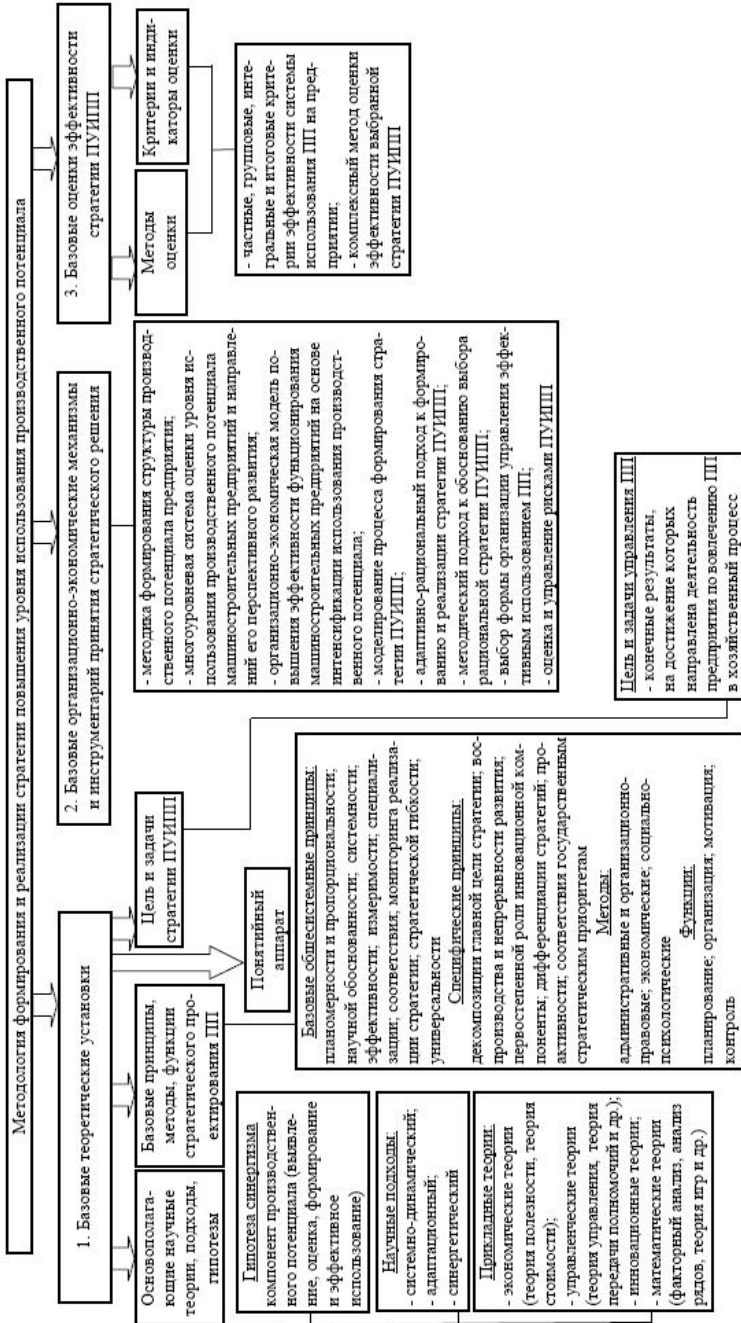 Методология формирования и реализации стратегии повышения уровня использования производственного потенциала
1. Базовые теоретические установки
2. Базовые организационно-экономические механизмы
и инструментарий принятия стратегического решения
3. Базовые оценки эффективности
стратегии ПУИПП
Основополага-
ющие научные
теории, подходы,
гипотезы
Базовые принципы,
методы, функции
стратегического про-
ектирования ПП
Понятийный
аппарат
Цель и задачи
стратегии ПУИПП
Методы
оценки
Критерии и инди-
каторы оценки
Гипотеза синергизма
компонент производствен-
ного потенциала (выявле-
ние, оценка, формирование
и эффективное
использование)
Научные подходы:
- системно-динамический;
- адаптационный;
- синергетический
Прикладные теории:
- экономические теории
(теория полезности, теория
стоимости);
- управленческие теории
(теория управления, теория
передачи полномочий и др.);
- инновационные теории;
- математические теории
(факторный анализ, анализ
рядов, теория игр и др.)
Базовые общесистемные принципы:
планомерности и пропорциональности;
научной обоснованности; системности;
эффективности; измеримости; специали-
зации; соответствия; мониторинга реализа-
ции стратегии; стратегической гибкости;
универсальности
Специфические принципы:
декомпозиции главной цели стратегии; вос-
производства и непрерывности развития;
первостепенной роли инновационной ком-
поненты; дифференциации стратегий; про-
активности; соответствия государственным
стратегическим приоритетам
Методы:
административные и организационно-
правовые; экономические; социально-
психологические
Функции:
планирование; организация; мотивация;
контроль
- методика формирования структуры производ-
ственного потенциала предприятия;
- многоуровневая система оценки уровня ис-
пользования производственного потенциала
машиностроительных предприятий и направле-
ний его перспективного развития;
- организационно-экономическая модель по-
вышения эффективности функционирования
машиностроительных предприятий на основе
интенсификации использования производст-
венного потенциала;
- моделирование процесса формирования стра-
тегии ПУИПП;
- адаптивно-рациональный подход к формиро-
ванию и реализации стратегии ПУИПП;
- методический подход к обоснованию выбора
рациональной стратегии ПУИПП;
- выбор формы организации управления эффек-
тивным использованием ПП;
- оценка и управление рисками ПУИПП
- частные, групповые, инте-
гральные и итоговые крите-
рии эффективности системы
использования ПП на пред-
приятии;
- комплексный метод оценки
эффективности выбранной
стратегии ПУИПП
Цель и задачи управления ПП
- конечные результаты,
на достижение которых
направлена деятельность
предприятия по вовлечению ПП
в хозяйственный процесс